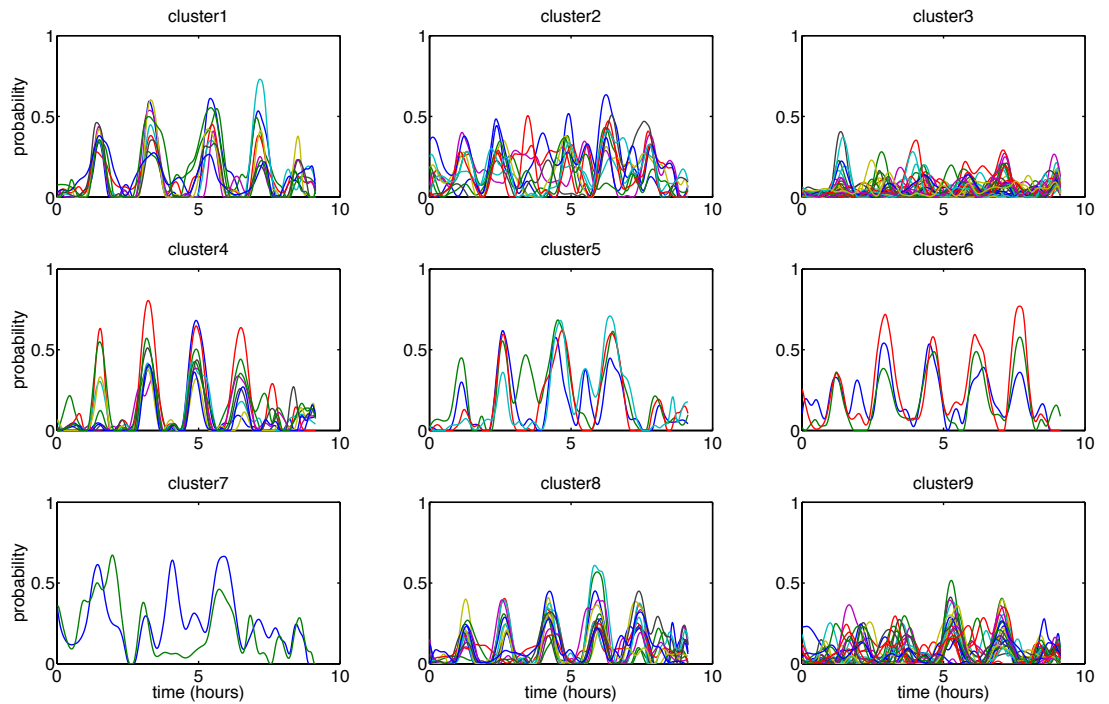 cluster1 cluster2 cluster3
1 1 1
probability
0.5 0.5 0.5
0 0 0
0 5 10 0 5 10 0 5 10
cluster4 cluster5 cluster6
1 1 1
0.5 0.5 0.5
0 0 0
0 5 10 0 5 10 0 5 10
cluster7 cluster8 cluster9
1 1 1
probability
0.5 0.5 0.5
0 0 0
0 5 10 0 5 10 0 5 10
time (hours) time (hours) time (hours)